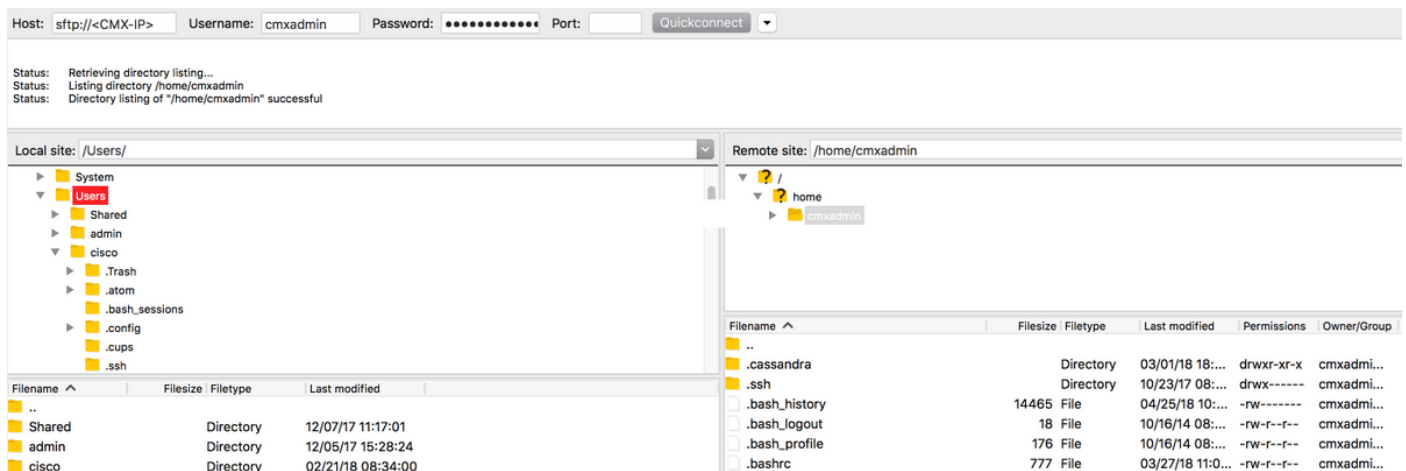 Host: sftp://<CMX-IP> Username: cmxadmin Password: ●●●●●●●●●●●● Port: Quickconnect
Status: Retrieving directory listing...
Status: Listing directory /home/cmxadmin
Status: Directory listing of "/home/cmxadmin" successful
Local site: /Users/
System
Users
Shared
admin
cisco
.Trash
.atom
.bash_sessions
.config
.cups
.ssh
Filename Filesize Filetype Last modified
..
Shared Directory 12/07/17 11:17:01
admin Directory 12/05/17 15:28:24
cisco Directory 02/21/18 08:34:00
Remote site: /home/cmxadmin
/
home
cmxadmin
Filename Filesize Filetype Last modified Permissions Owner/Group
..
.cassandra Directory 03/01/18 18:... drwxr-xr-x cmxadmi...
.ssh Directory 10/23/17 08:... drwx------ cmxadmi...
.bash_history 14465 File 04/25/18 10:... -rw------- cmxadmi...
.bash_logout 18 File 10/16/14 08:... -rw-r--r-- cmxadmi...
.bash_profile 176 File 10/16/14 08:... -rw-r--r-- cmxadmi...
.bashrc 777 File 03/27/18 11:0... -rw-r--r-- cmxadmi...